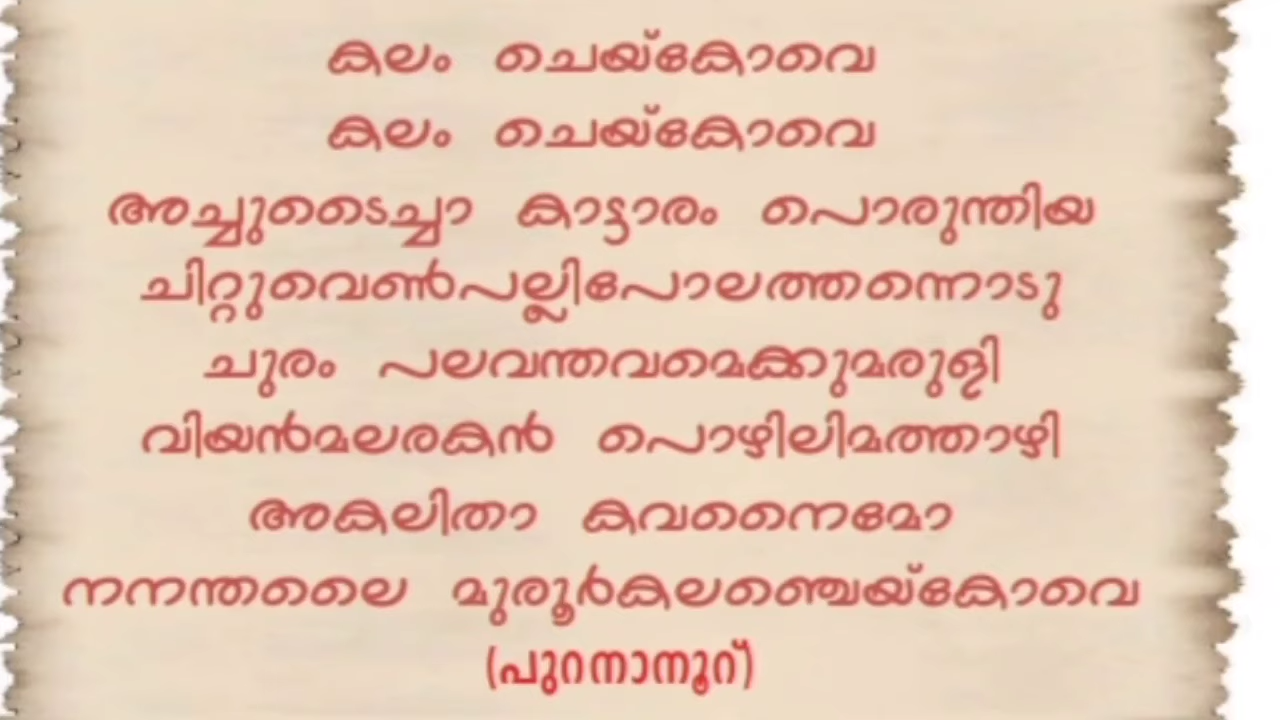 കലം ചെയ്കോവെ
കലം ചെയ്കോവെ
അച്ചുടൈച്ചാ കാട്ടാരം പൊരുന്തിയ
ചിറ്റുവെൺപല്ലിപോലത്തന്നൊടു
ചുരം പലവന്തവമെക്കുമരുളി
വിയൻമലരകൻ പൊഴിലിമത്താഴി
അകലിതാ കവനൈമോ
നനന്തലൈ മുരൂർകലഞ്ചെയ്കോവെ
(പുറനാനൂറ്)